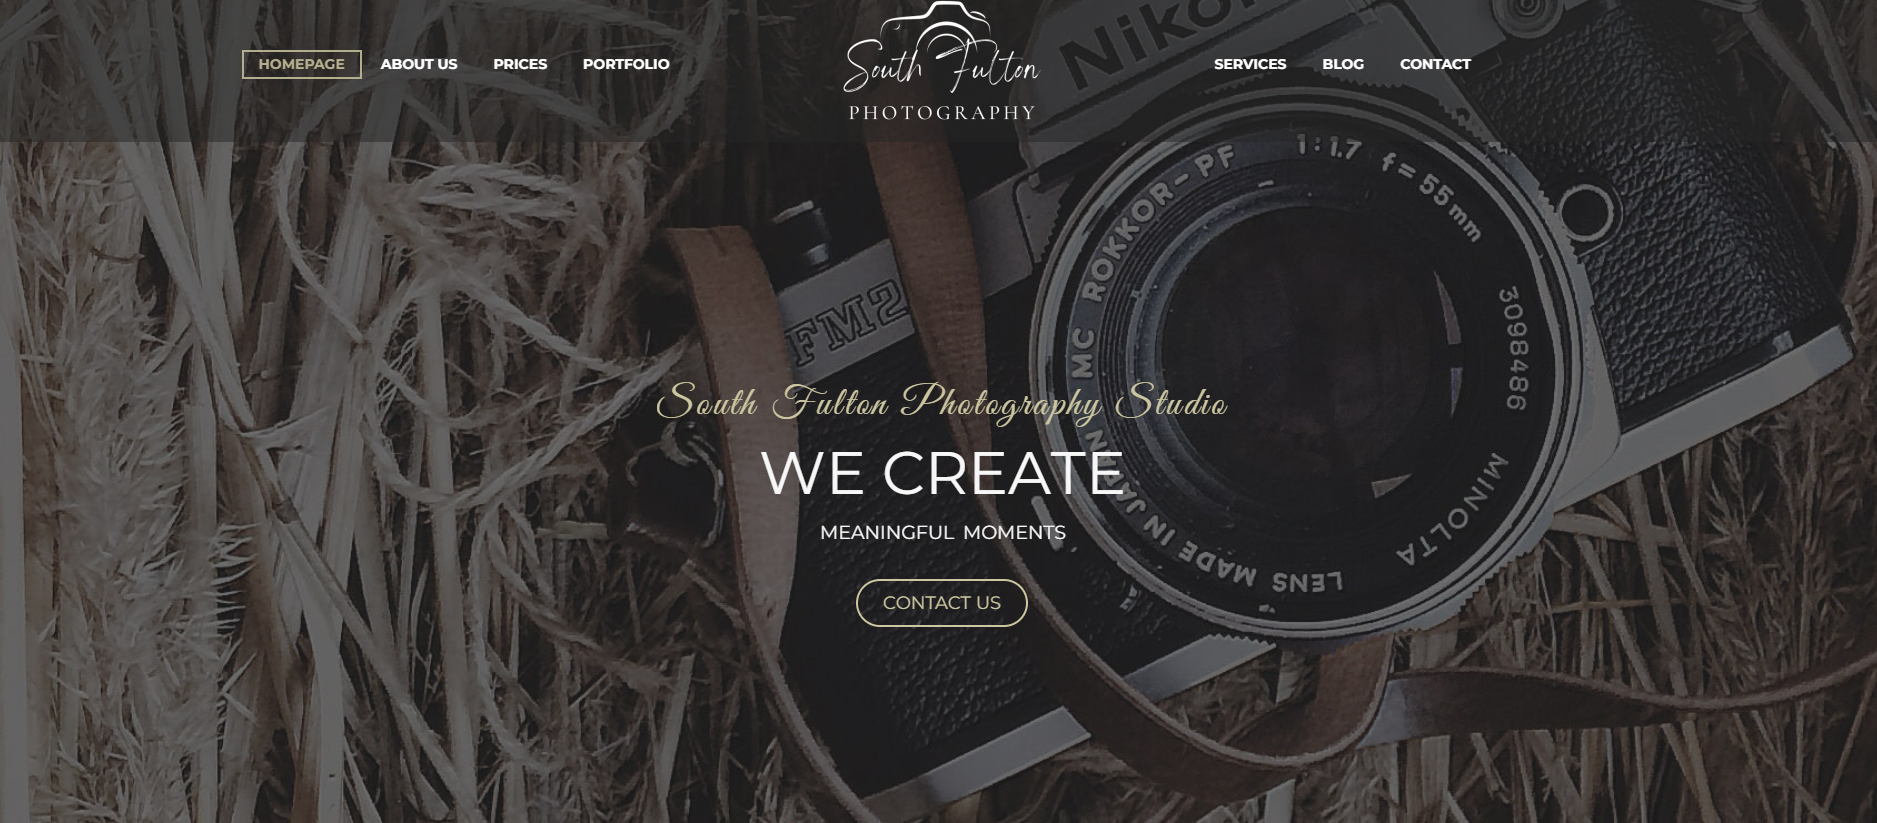 HOMEPAGE ABOUT US PRICES PORTFOLIO
South Fulton
PHOTOGRAPHY
SERVICES BLOG CONTACT
Nikon
FM2
MC ROKKOR-PF 1:1.7 f=55mm
3098486
MINOLTA
LENS MADE IN JAPAN
South Fulton Photography Studio
WE CREATE
MEANINGFUL MOMENTS
CONTACT US